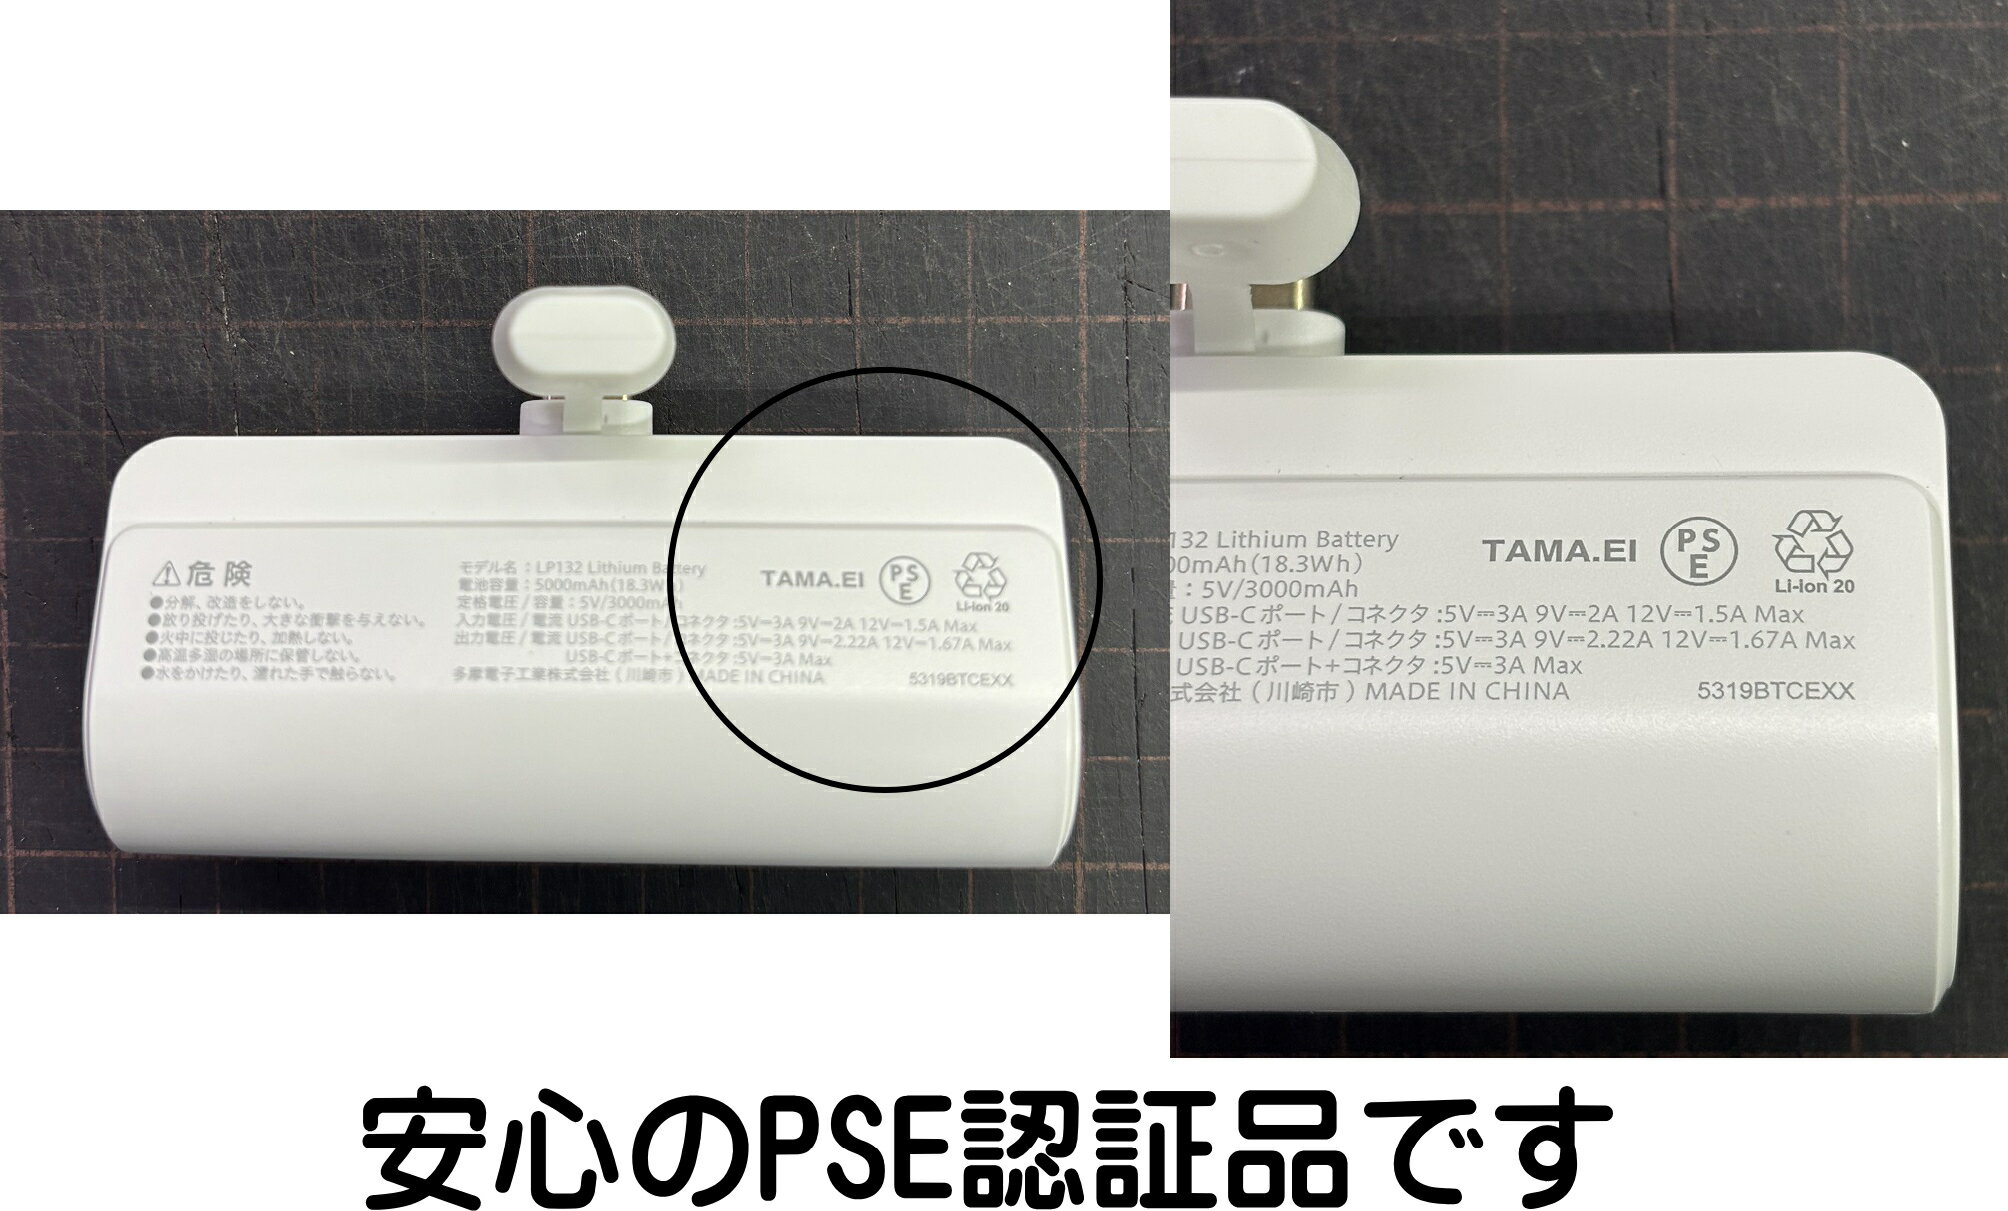 危険
●分解、改造をしない。
●放り投げたり、大きな衝撃を与えない。
●火中に投じたり、加熱しない。
●高温多湿の場所に保管しない。
●水をかけたり、濡れた手で触らない。
モデル名：LP132 Lithium Battery
電池容量：5000mAh(18.3Wh)
定格電圧/容量：5V/3000mAh
入力電圧/電流 USB-Cポート/コネクタ:5V⎓3A 9V⎓2A 12V⎓1.5A Max
出力電圧/電流 USB-Cポート/コネクタ:5V⎓3A 9V⎓2.22A 12V⎓1.67A Max
USB-Cポート+コネクタ:5V⎓3A Max
多摩電子工業株式会社（川崎市）MADE IN CHINA
TAMA.EI
PSE
Li-ion 20
5319BTCEXX
132 Lithium Battery
00mAh(18.3Wh)
：5V/3000mAh
USB-Cポート/コネクタ:5V⎓3A 9V⎓2A 12V⎓1.5A Max
USB-Cポート/コネクタ:5V⎓3A 9V⎓2.22A 12V⎓1.67A Max
USB-Cポート+コネクタ:5V⎓3A Max
式会社（川崎市）MADE IN CHINA
TAMA.EI
PSE
Li-ion 20
5319BTCEXX
安心のPSE認証品です